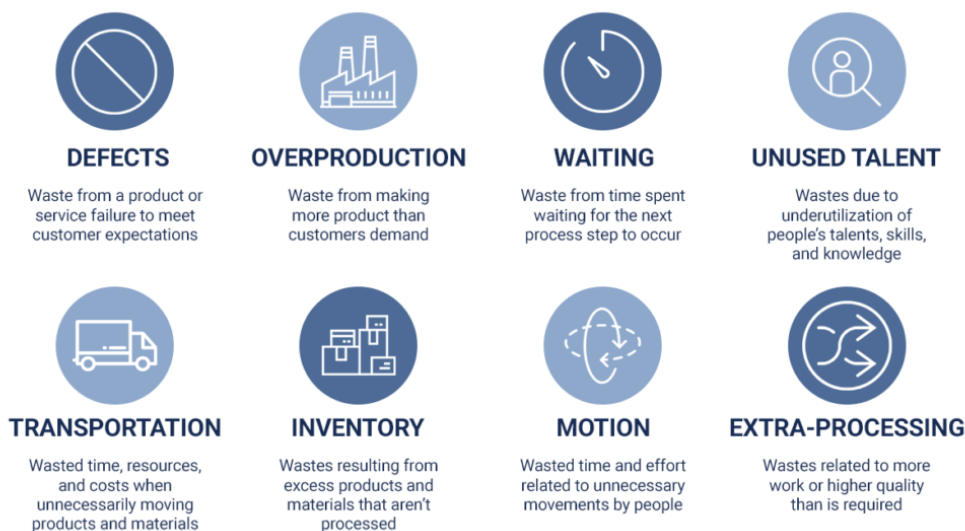 DEFECTS
Waste from a product or
service failure to meet
customer expectations
OVERPRODUCTION
Waste from making
more product than
customers demand
WAITING
Waste from time spent
waiting for the next
process step to occur
UNUSED TALENT
Wastes due to
underutilization of
people's talents, skills,
and knowledge
TRANSPORTATION
Wasted time, resources,
and costs when
unnecessarily moving
products and materials
INVENTORY
Wastes resulting from
excess products and
materials that aren't
processed
MOTION
Wasted time and effort
related to unnecessary
movements by people
EXTRA-PROCESSING
Wastes related to more
work or higher quality
than is required